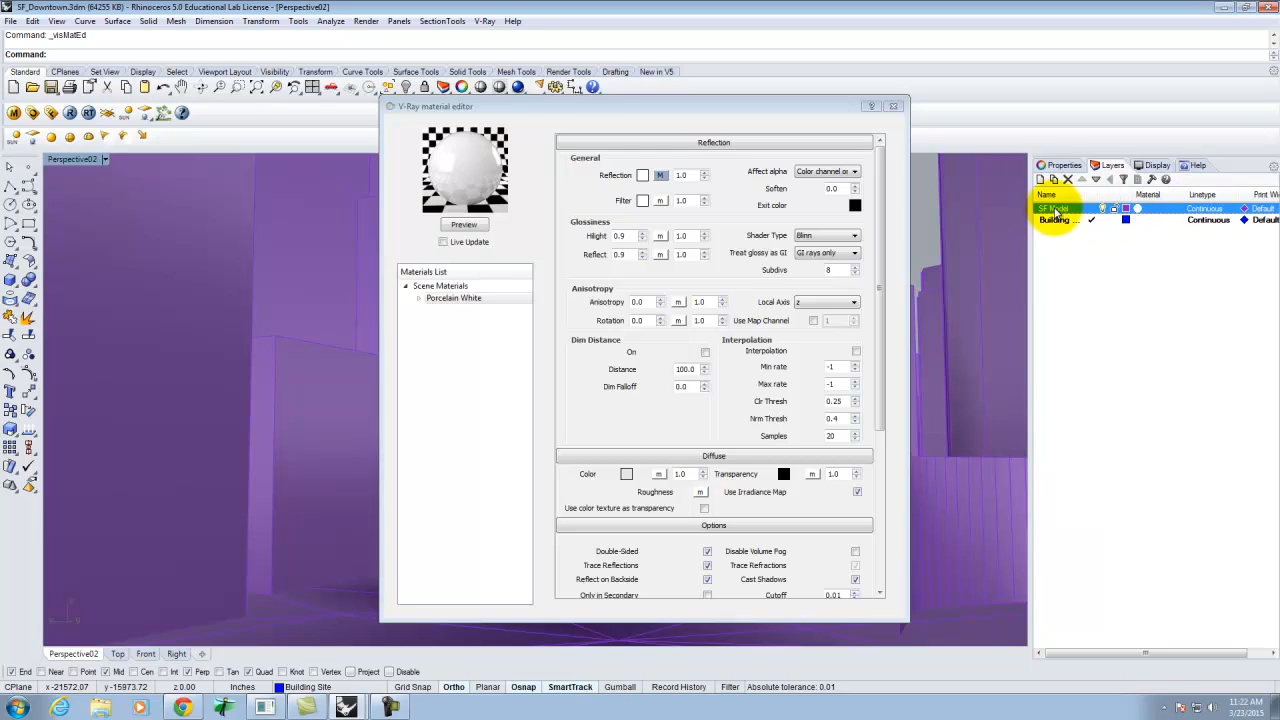 SF_Downtown.3dm (64255 KB) - Rhinoceros 5.0 Educational Lab License - [Perspective02]
File Edit View Curve Surface Solid Mesh Dimension Transform Tools Analyze Render Panels SectionTools V-Ray Help
Command: _visMatEd
Command:
Standard CPlanes Set View Display Select Viewport Layout Visibility Transform Curve Tools Surface Tools Solid Tools Mesh Tools Render Tools Drafting New in V5
Perspective02
V-Ray material editor
Preview
Live Update
Materials List
Scene Materials
Porcelain White
Reflection
General
Reflection M 1.0 Affect alpha Color channel or
Soften 0.0
Filter m 1.0 Exit color
Glossiness
Hilight 0.9 m 1.0 Shader Type Blinn
Reflect 0.9 m 1.0 Treat glossy as GI GI rays only
Subdivs 8
Anisotropy
Anisotropy 0.0 m 1.0 Local Axis z
Rotation 0.0 m 1.0 Use Map Channel 1
Dim Distance Interpolation
On Interpolation
Distance 100.0 Min rate -1
Dim Falloff 0.0 Max rate -1
Clr Thresh 0.25
Nrm Thresh 0.4
Samples 20
Diffuse
Color m 1.0 Transparency m 1.0
Roughness m Use Irradiance Map
Use color texture as transparency
Options
Double-Sided Disable Volume Fog
Trace Reflections Trace Refractions
Reflect on Backside Cast Shadows
Only in Secondary Cutoff 0.01
Properties Layers Display Help
Name Material Linetype Print Wi
SF Model Continuous Default
Building ... Continuous Default
Perspective02 Top Front Right
End Near Point Mid Cen Int Perp Tan Quad Knot Vertex Project Disable
CPlane x -21572.07 y -15973.72 z 0.00 Inches Building Site Grid Snap Ortho Planar Osnap SmartTrack Gumball Record History Filter Absolute tolerance: 0.01
11:22 AM
3/23/2015